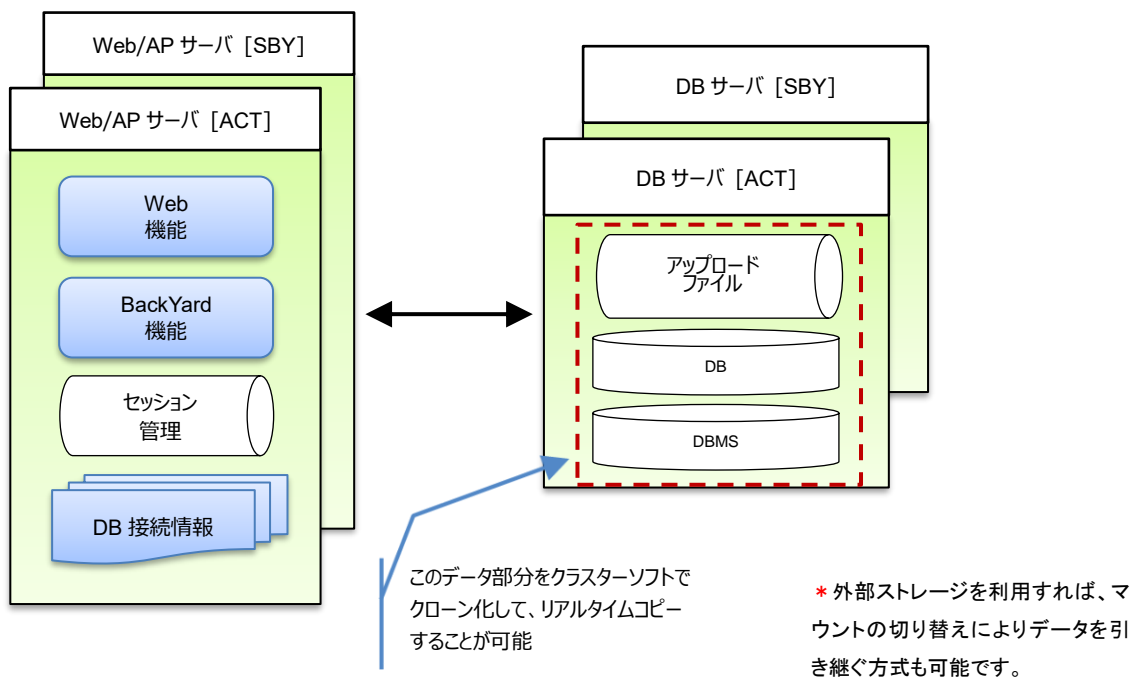 Web/AP サーバ [SBY]
Web/AP サーバ [ACT]
Web
機能
BackYard
機能
セッション
管理
DB 接続情報
DB サーバ [SBY]
DB サーバ [ACT]
アップロード
ファイル
DB
DBMS
このデータ部分をクラスターソフトで
クローン化して、リアルタイムコピー
することが可能
* 外部ストレージを利用すれば、マ
ウントの切り替えによりデータを引
き継ぐ方式も可能です。